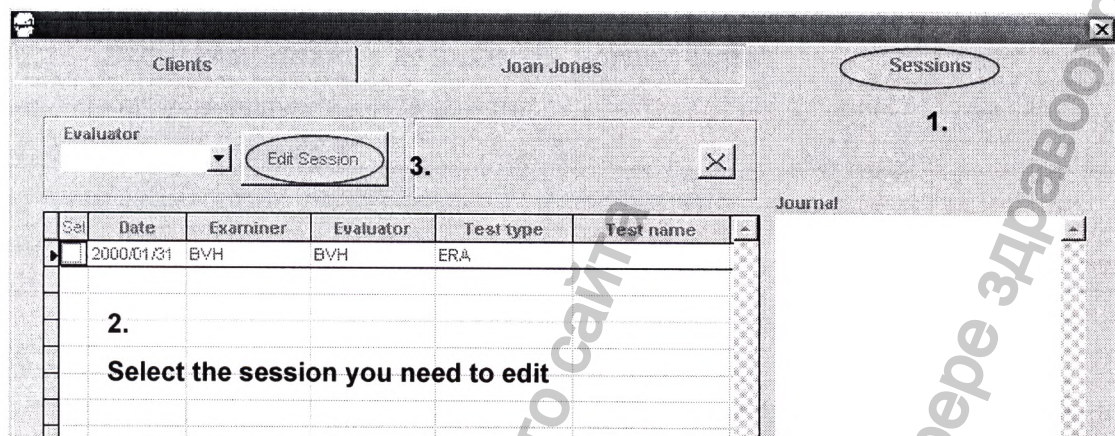 Clients Joan Jones Sessions
1.
Evaluator
Edit Session 3.
Journal
Sel Date Examiner Evaluator Test type Test name
2000/01/31 BVH BVH ERA
2.
Select the session you need to edit
сайта